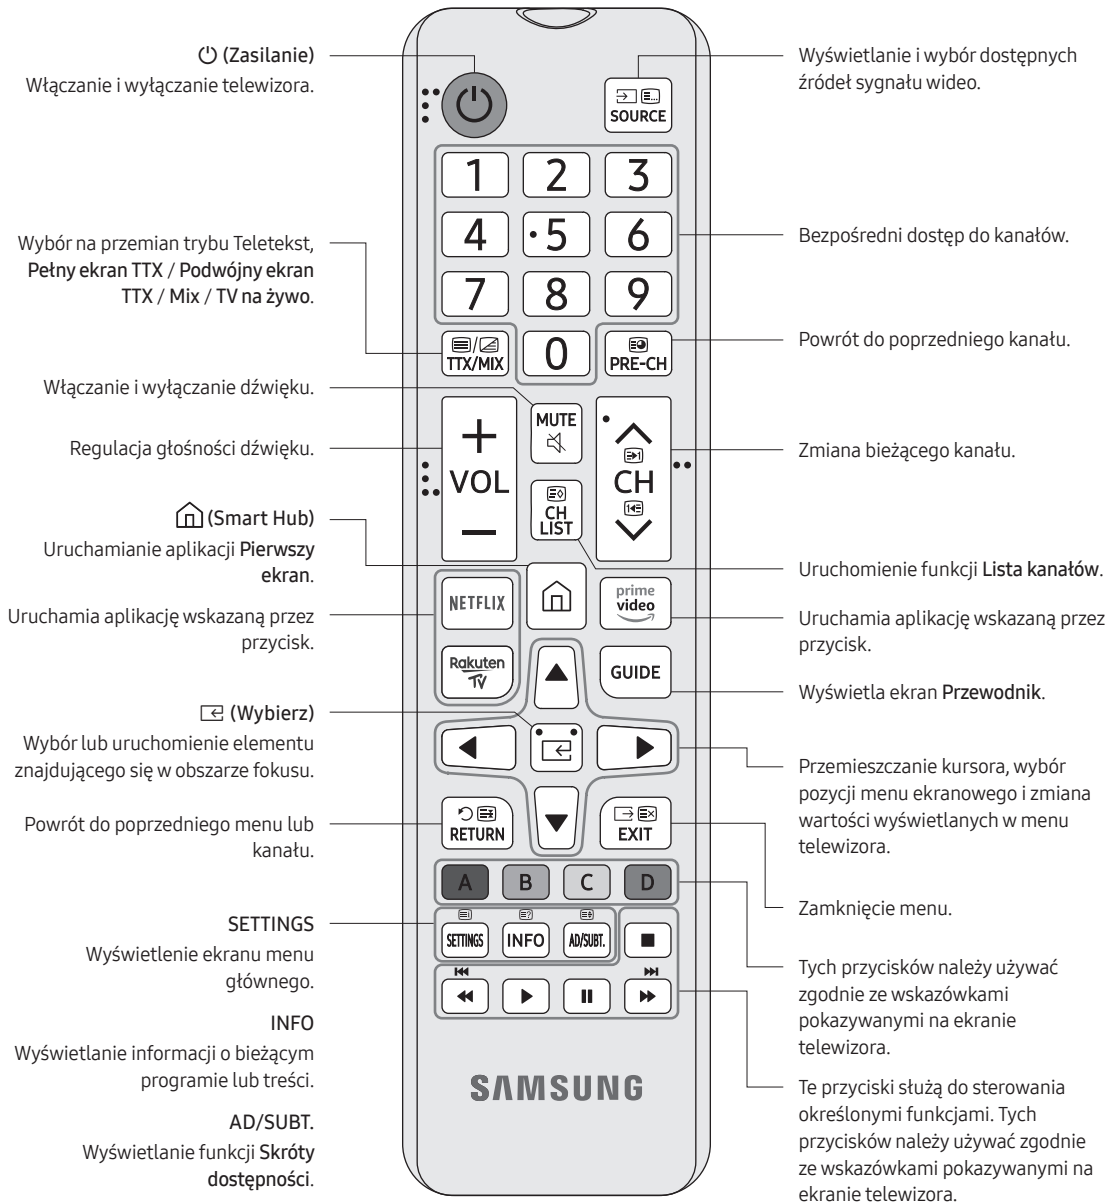 (Zasilanie)
Włączanie i wyłączanie telewizora.
Wybór na przemian trybu Teletekst,
Pełny ekran TTX / Podwójny ekran
TTX / Mix / TV na żywo.
Włączanie i wyłączanie dźwięku.
Regulacja głośności dźwięku.
(Smart Hub)
Uruchamianie aplikacji Pierwszy
ekran.
Uruchamia aplikację wskazaną przez
przycisk.
(Wybierz)
Wybór lub uruchomienie elementu
znajdującego się w obszarze fokusu.
Powrót do poprzedniego menu lub
kanału.
SETTINGS
Wyświetlenie ekranu menu
głównego.
INFO
Wyświetlanie informacji o bieżącym
programie lub treści.
AD/SUBT.
Wyświetlanie funkcji Skróty
dostępności.
SOURCE
1 2 3
4 5 6
7 8 9
TTX/MIX 0 PRE-CH
MUTE
VOL
CH
CH
LIST
NETFLIX
prime
video
Rakuten
TV
GUIDE
RETURN
EXIT
A B C D
SETTINGS INFO AD/SUBT.
SAMSUNG
Wyświetlanie i wybór dostępnych
źródeł sygnału wideo.
Bezpośredni dostęp do kanałów.
Powrót do poprzedniego kanału.
Zmiana bieżącego kanału.
Uruchomienie funkcji Lista kanałów.
Uruchamia aplikację wskazaną przez
przycisk.
Wyświetla ekran Przewodnik.
Przemieszczanie kursora, wybór
pozycji menu ekranowego i zmiana
wartości wyświetlanych w menu
telewizora.
Zamknięcie menu.
Tych przycisków należy używać
zgodnie ze wskazówkami
pokazywanymi na ekranie
telewizora.
Te przyciski służą do sterowania
określonymi funkcjami. Tych
przycisków należy używać zgodnie
ze wskazówkami pokazywanymi na
ekranie telewizora.